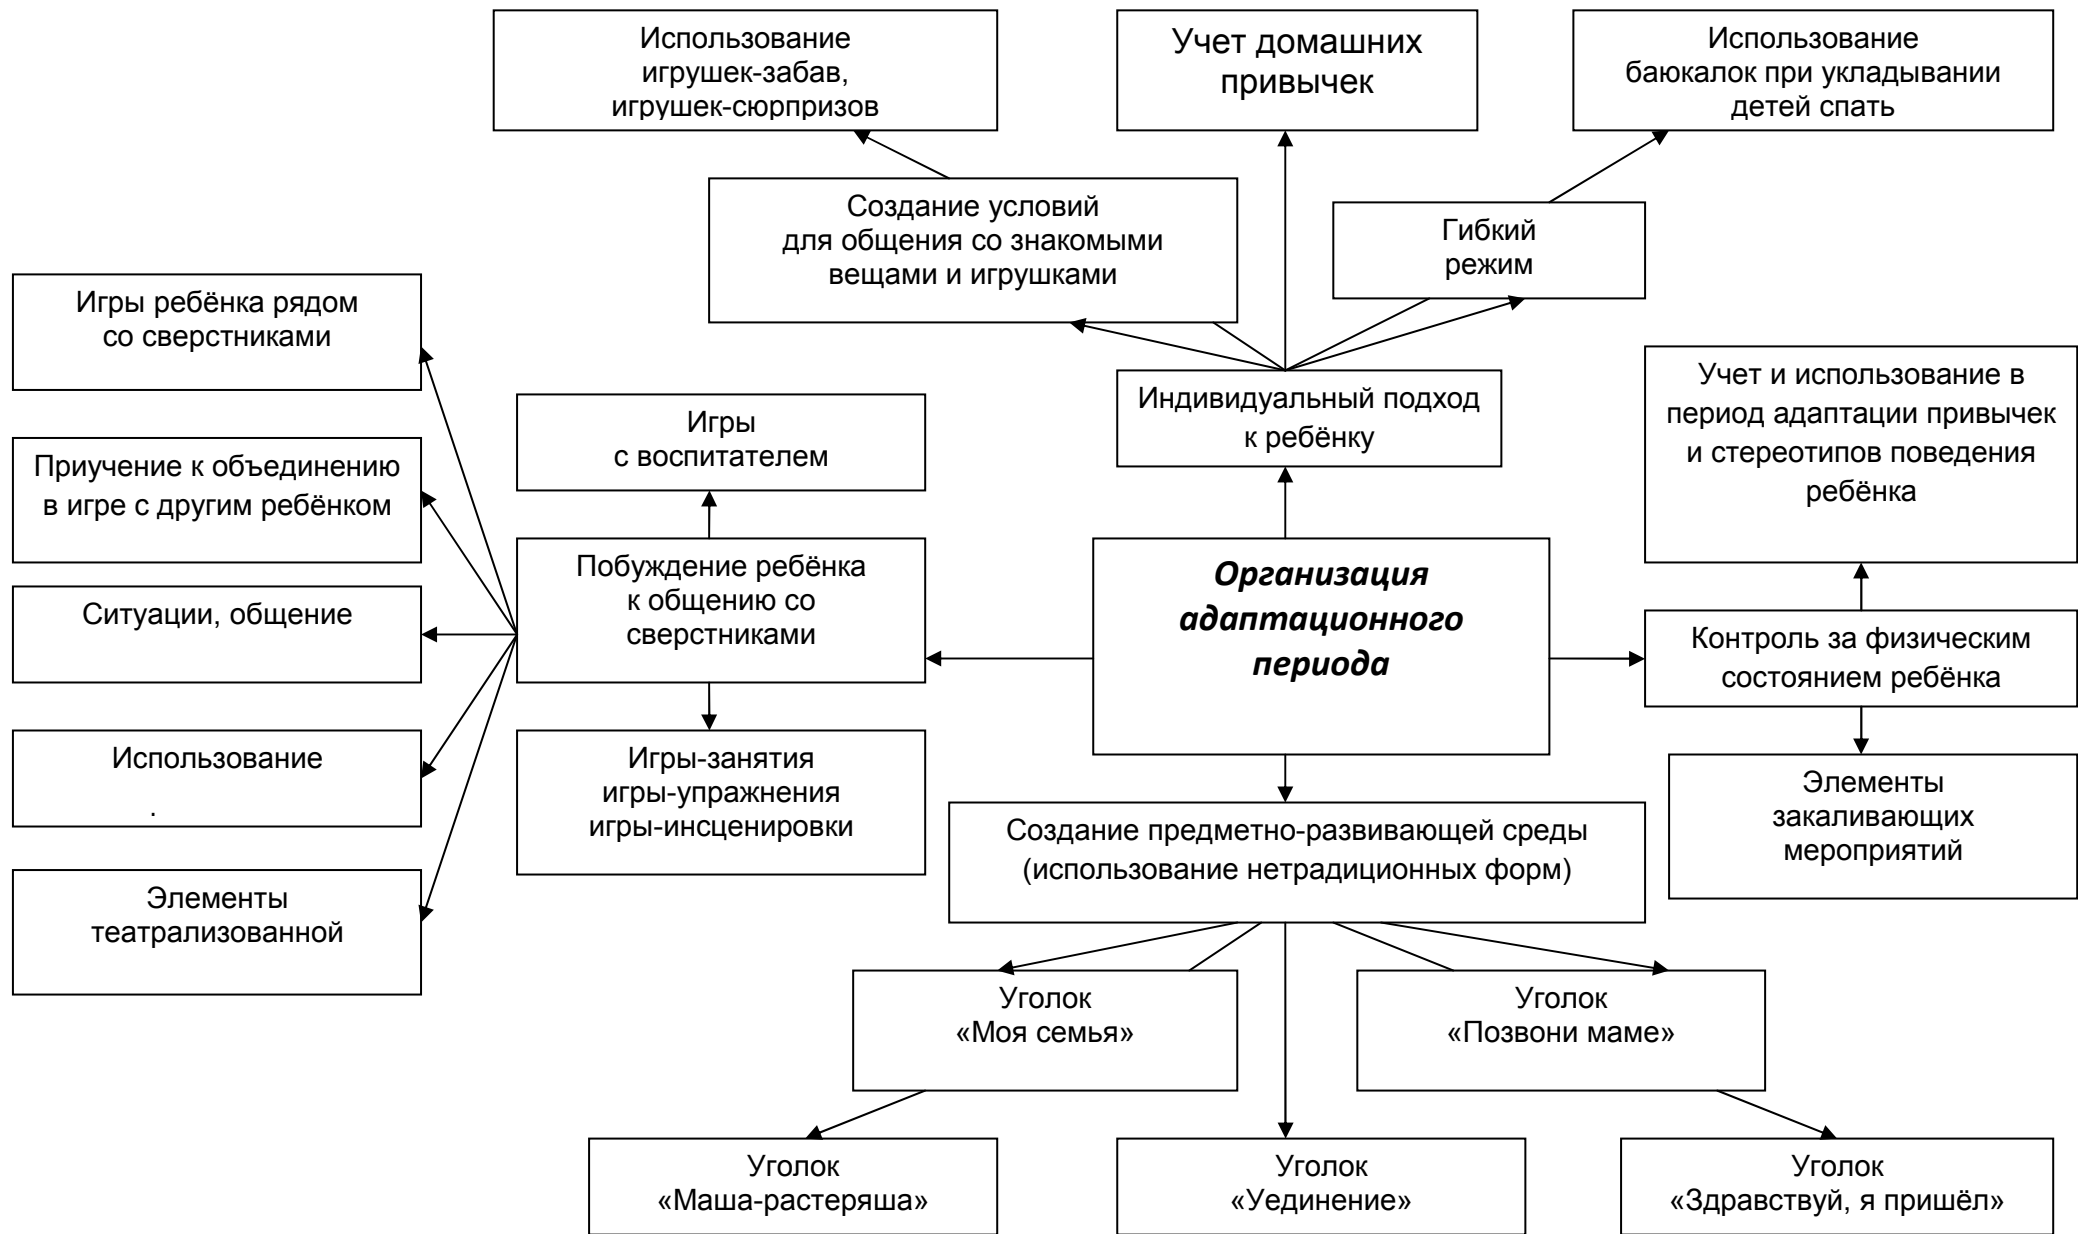 Использование
игрушек-забав,
игрушек-сюрпризов
Учет домашних
привычек
Использование
баюкалок при укладывании
детей спать
Создание условий
для общения со знакомыми
вещами и игрушками
Гибкий
режим
Игры ребёнка рядом
со сверстниками
Индивидуальный подход
к ребёнку
Учет и использование в
период адаптации привычек
и стереотипов поведения
ребёнка
Игры
с воспитателем
Приучение к объединению
в игре с другим ребёнком
Побуждение ребёнка
к общению со
сверстниками
Организация
адаптационного
периода
Ситуации, общение
Контроль за физическим
состоянием ребёнка
Использование
.
Игры-занятия
игры-упражнения
игры-инсценировки
Элементы
закаливающих
мероприятий
Создание предметно-развивающей среды
(использование нетрадиционных форм)
Элементы
театрализованной
Уголок
«Моя семья»
Уголок
«Позвони маме»
Уголок
«Маша-растеряша»
Уголок
«Уединение»
Уголок
«Здравствуй, я пришёл»